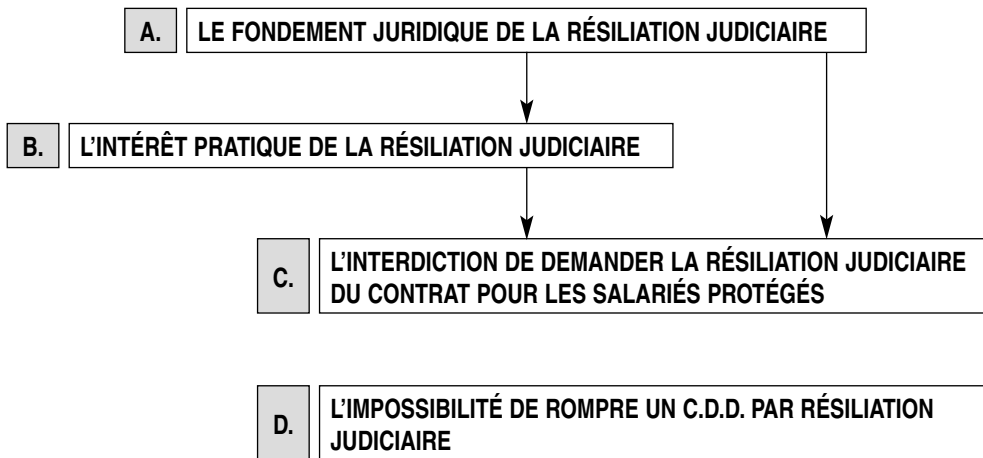 A. LE FONDEMENT JURIDIQUE DE LA RÉSILIATION JUDICIAIRE
B. L'INTÉRÊT PRATIQUE DE LA RÉSILIATION JUDICIAIRE
C. L'INTERDICTION DE DEMANDER LA RÉSILIATION JUDICIAIRE
DU CONTRAT POUR LES SALARIÉS PROTÉGÉS
D. L'IMPOSSIBILITÉ DE ROMPRE UN C.D.D. PAR RÉSILIATION
JUDICIAIRE